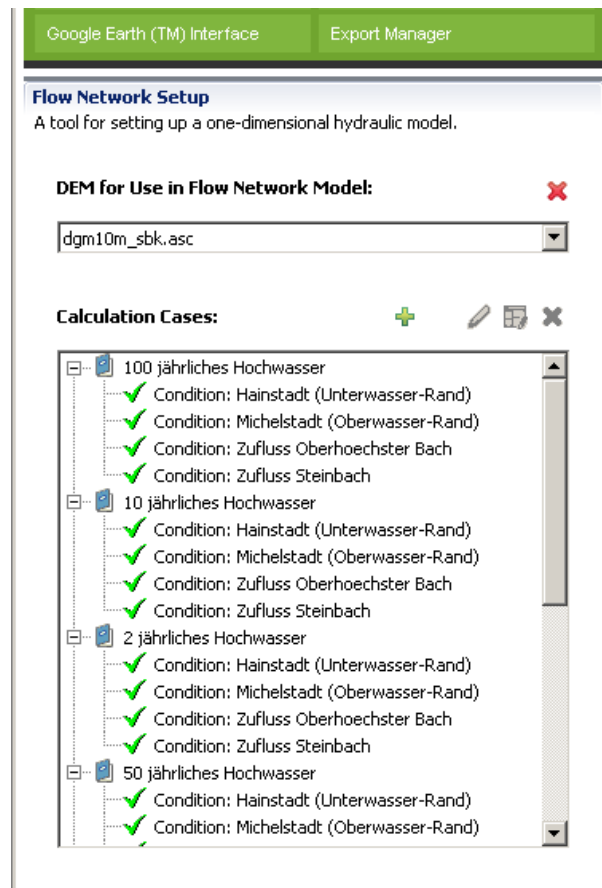 Google Earth (TM) Interface Export Manager
Flow Network Setup
A tool for setting up a one-dimensional hydraulic model.
DEM for Use in Flow Network Model:
dgm10m_sbk.asc
Calculation Cases:
100 jährliches Hochwasser
Condition: Hainstadt (Unterwasser-Rand)
Condition: Michelstadt (Oberwasser-Rand)
Condition: Zufluss Oberhoechster Bach
Condition: Zufluss Steinbach
10 jährliches Hochwasser
Condition: Hainstadt (Unterwasser-Rand)
Condition: Michelstadt (Oberwasser-Rand)
Condition: Zufluss Oberhoechster Bach
Condition: Zufluss Steinbach
2 jährliches Hochwasser
Condition: Hainstadt (Unterwasser-Rand)
Condition: Michelstadt (Oberwasser-Rand)
Condition: Zufluss Oberhoechster Bach
Condition: Zufluss Steinbach
50 jährliches Hochwasser
Condition: Hainstadt (Unterwasser-Rand)
Condition: Michelstadt (Oberwasser-Rand)